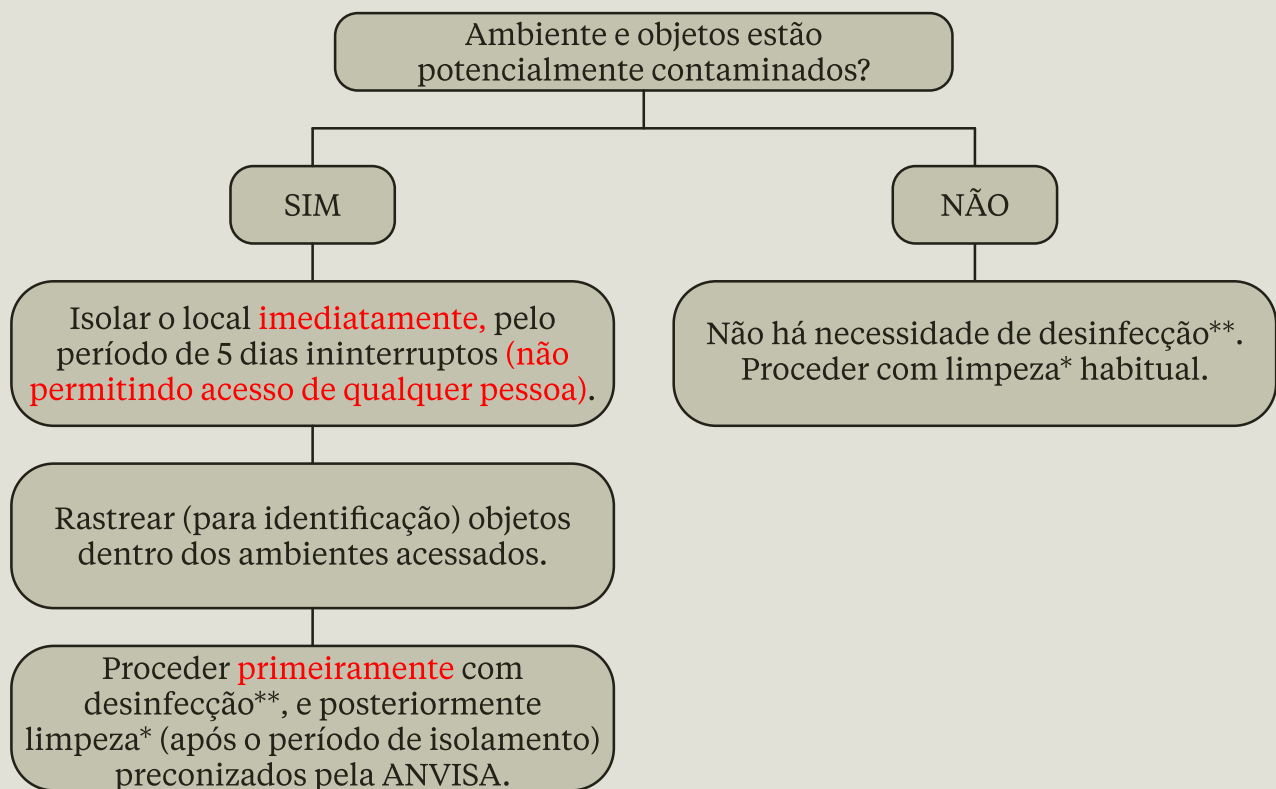 Ambiente e objetos estão
potencialmente contaminados?
SIM
NÃO
Isolar o local imediatamente, pelo
período de 5 dias ininterruptos (não
permitindo acesso de qualquer pessoa).
Não há necessidade de desinfecção**.
Proceder com limpeza* habitual.
Rastrear (para identificação) objetos
dentro dos ambientes acessados.
Proceder primeiramente com
desinfecção**, e posteriormente
limpeza* (após o período de isolamento)
preconizados pela ANVISA.